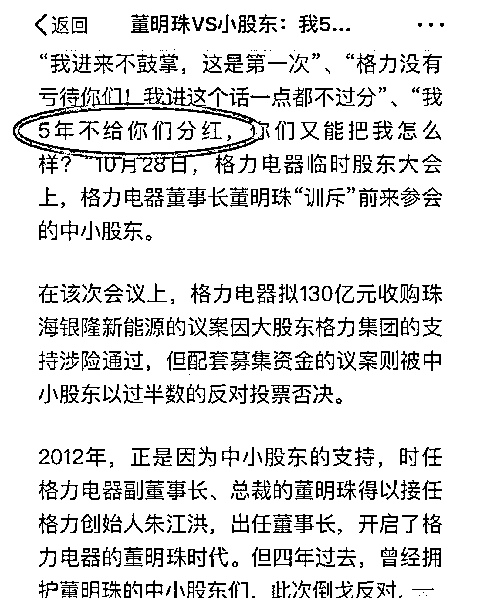 返回
董明珠VS小股东：我5...
“我进来不鼓掌，这是第一次”、“格力没有
亏待你们！我讲这个话一点都不过分”、“我
5年不给你们分红，你们又能把我怎么
样？”10月28日，格力电器临时股东大会
上，格力电器董事长董明珠“训斥”前来参会
的中小股东。
在该次会议上，格力电器拟130亿元收购珠
海银隆新能源的议案因大股东格力集团的支
持涉险通过，但配套募集资金的议案则被中
小股东以过半数的反对投票否决。
2012年，正是因为中小股东的支持，时任
格力电器副董事长、总裁的董明珠得以接任
格力创始人朱江洪，出任董事长，开启了格
力电器的董明珠时代。但四年过去，曾经拥
护董明珠的中小股东们，此次倒戈反对，一